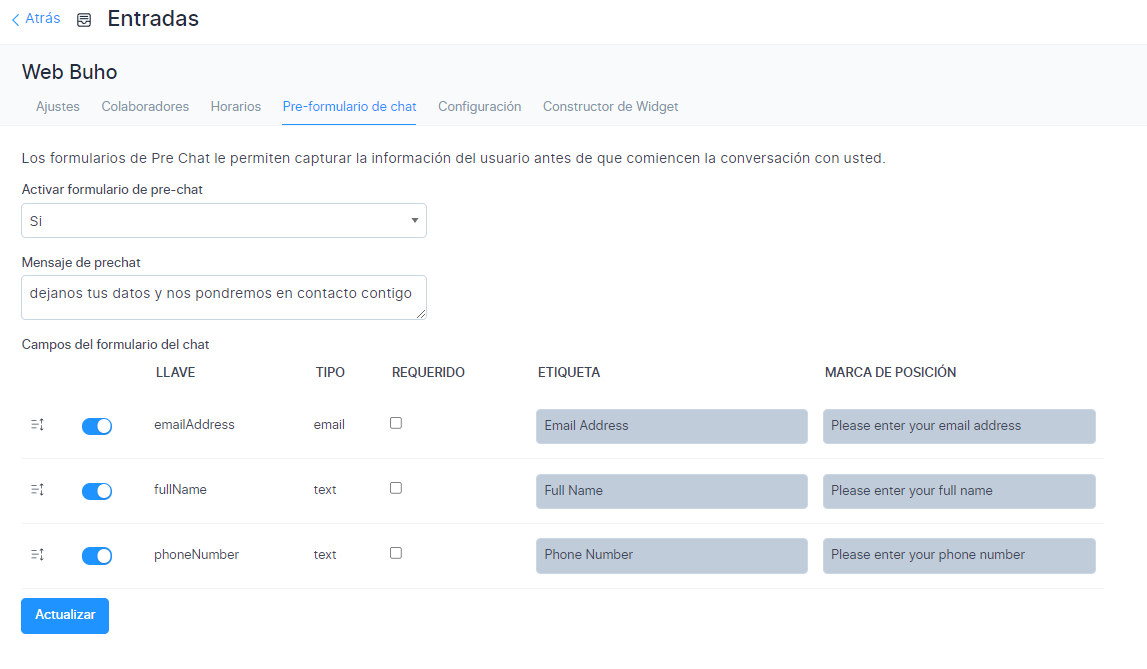 Atrás Entradas
Web Buho
Ajustes Colaboradores Horarios Pre-formulario de chat Configuración Constructor de Widget
Los formularios de Pre Chat le permiten capturar la información del usuario antes de que comiencen la conversación con usted.
Activar formulario de pre-chat
Si
Mensaje de prechat
dejanos tus datos y nos pondremos en contacto contigo
Campos del formulario del chat
LLAVE TIPO REQUERIDO ETIQUETA MARCA DE POSICIÓN
emailAddress email Email Address Please enter your email address
fullName text Full Name Please enter your full name
phoneNumber text Phone Number Please enter your phone number
Actualizar